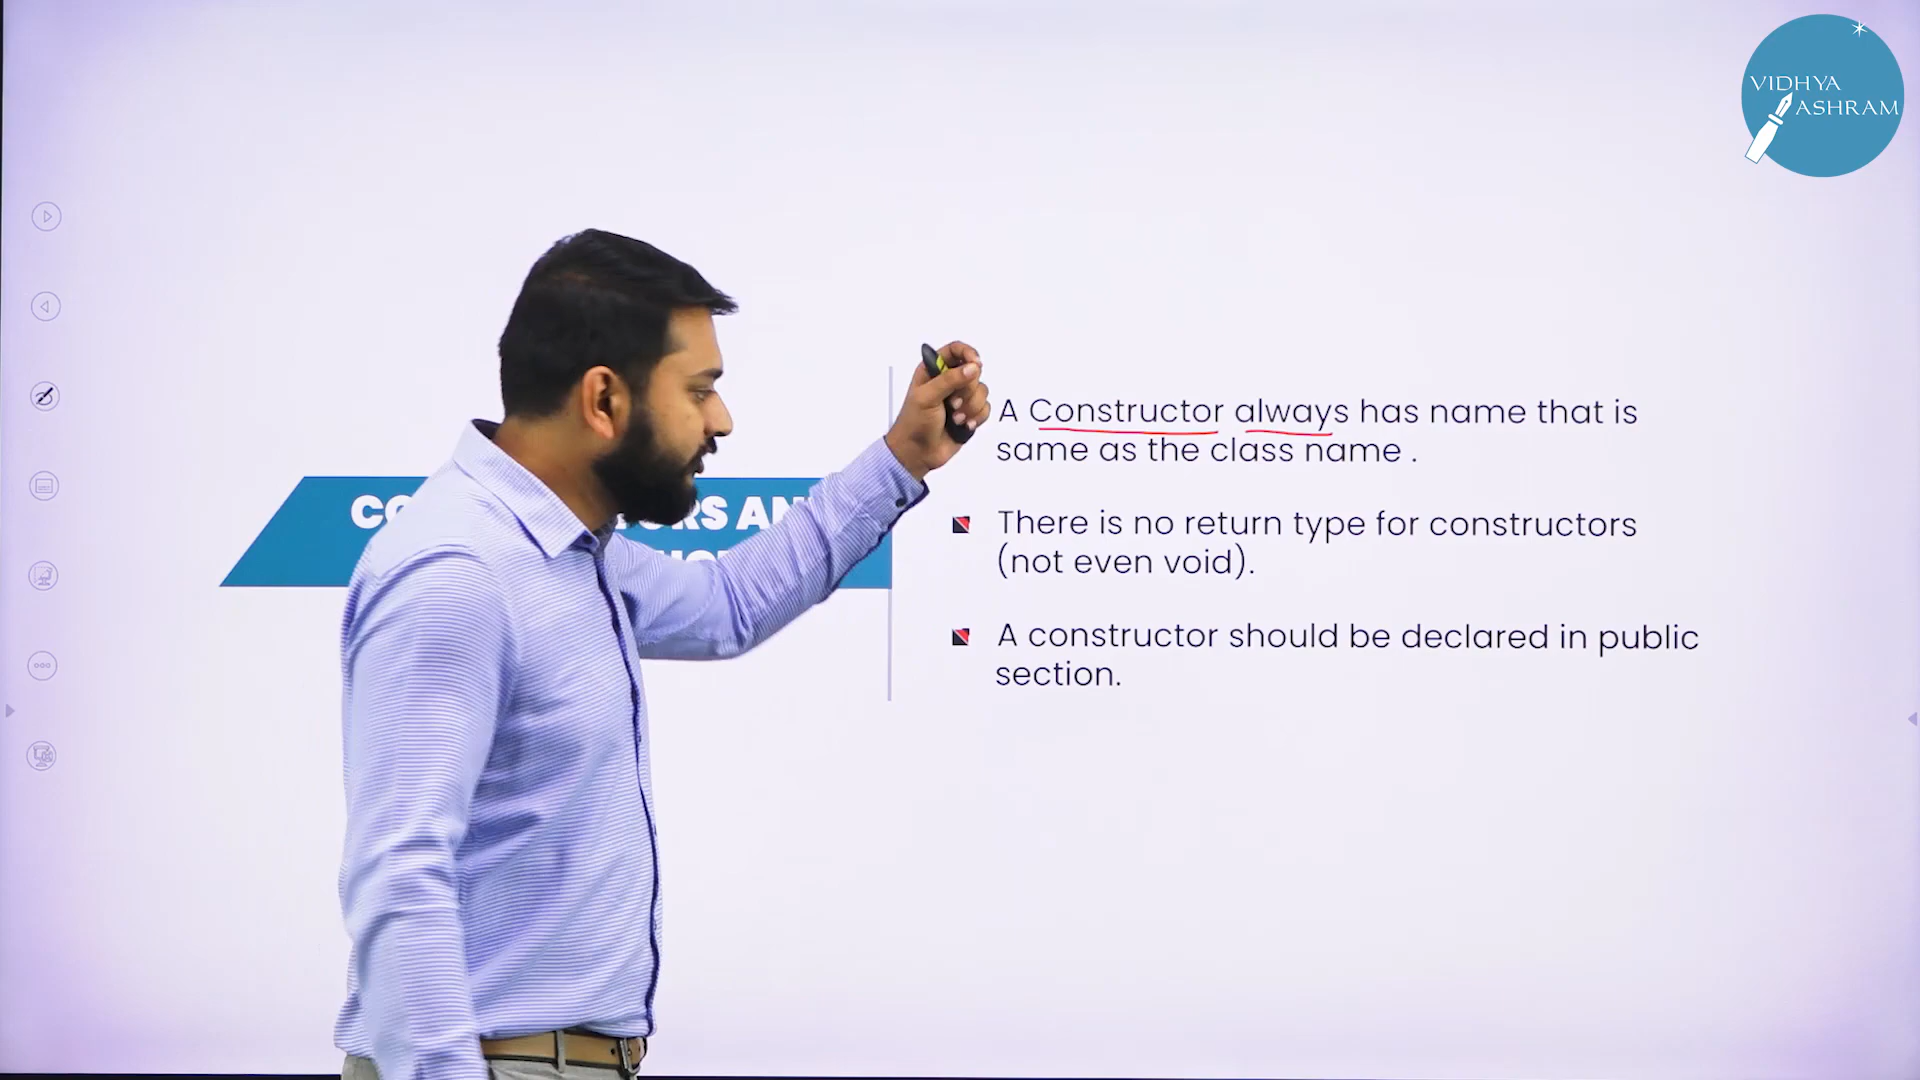 VIDHYA
ASHRAM
A Constructor always has name that is
same as the class name .
There is no return type for constructors
(not even void).
A constructor should be declared in public
section.